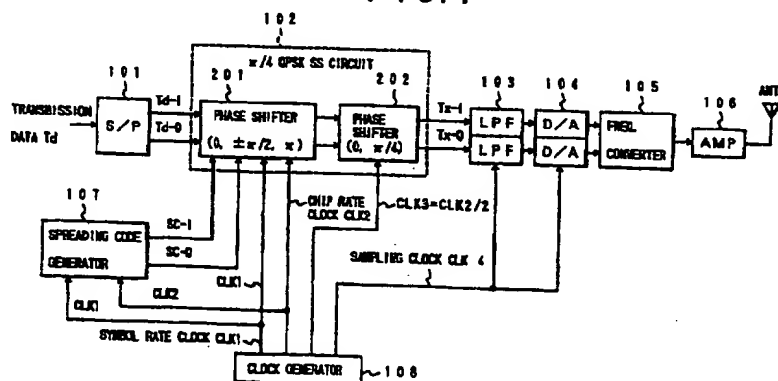 102
π/4 QPSK SS CIRCUIT
101
Td-I
Td-Q
TRANSMISSION
DATA Td
S/P
201
PHASE SHIFTER
(0, ±π/2, π)
202
PHASE
SHIFTER
(0, π/4)
Tx-I
Tx-Q
103
LPF
LPF
104
D/A
D/A
105
FREQ.
CONVERTER
106
AMP
ANT
107
SPREADING CODE
GENERATOR
SC-I
SC-Q
CHIP RATE
CLOCK CLK2
CLK3=CLK2/2
SAMPLING CLOCK CLK 4
CLK1
CLK1
CLK2
SYMBOL RATE CLOCK CLK1
CLOCK GENERATOR
108